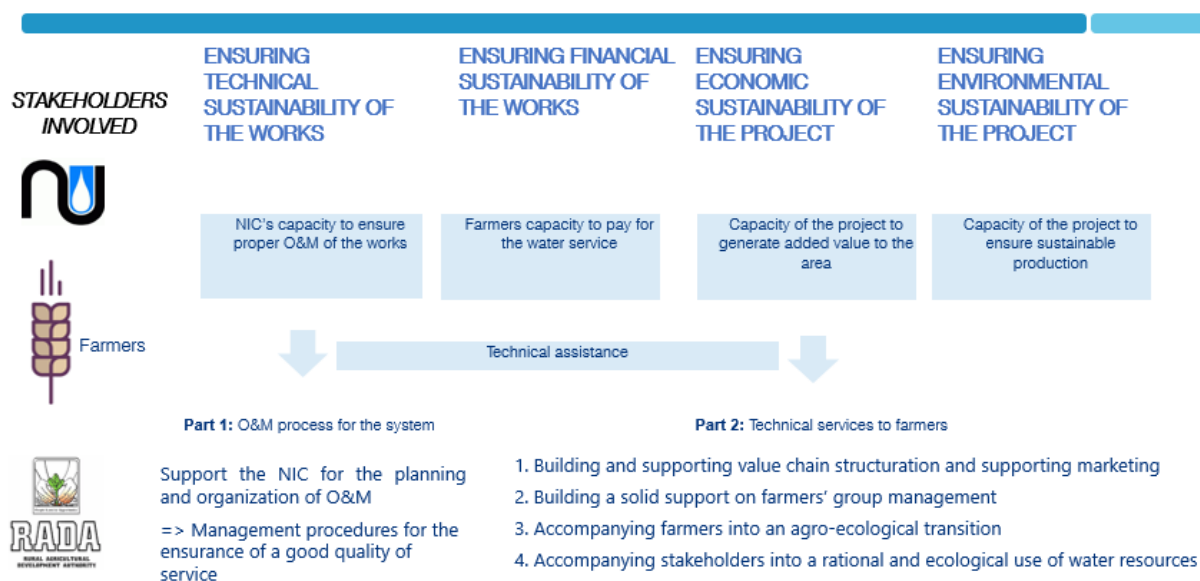 STAKEHOLDERS
INVOLVED
ENSURING
TECHNICAL
SUSTAINABILITY OF
THE WORKS
ENSURING FINANCIAL
SUSTAINABILITY OF
THE WORKS
ENSURING
ECONOMIC
SUSTAINABILITY OF
THE PROJECT
ENSURING
ENVIRONMENTAL
SUSTAINABILITY OF
THE PROJECT
NIC's capacity to ensure
proper O&M of the works
Farmers capacity to pay for
the water service
Capacity of the project to
generate added value to the
area
Capacity of the project to
ensure sustainable
production
Farmers
Technical assistance
Part 1: O&M process for the system
Support the NIC for the planning
and organization of O&M
=> Management procedures for the
ensurance of a good quality of
service
Part 2: Technical services to farmers
1. Building and supporting value chain structuration and supporting marketing
2. Building a solid support on farmers' group management
3. Accompanying farmers into an agro-ecological transition
4. Accompanying stakeholders into a rational and ecological use of water resources
RADA
RURAL AGRICULTURAL
DEVELOPMENT AUTHORITY